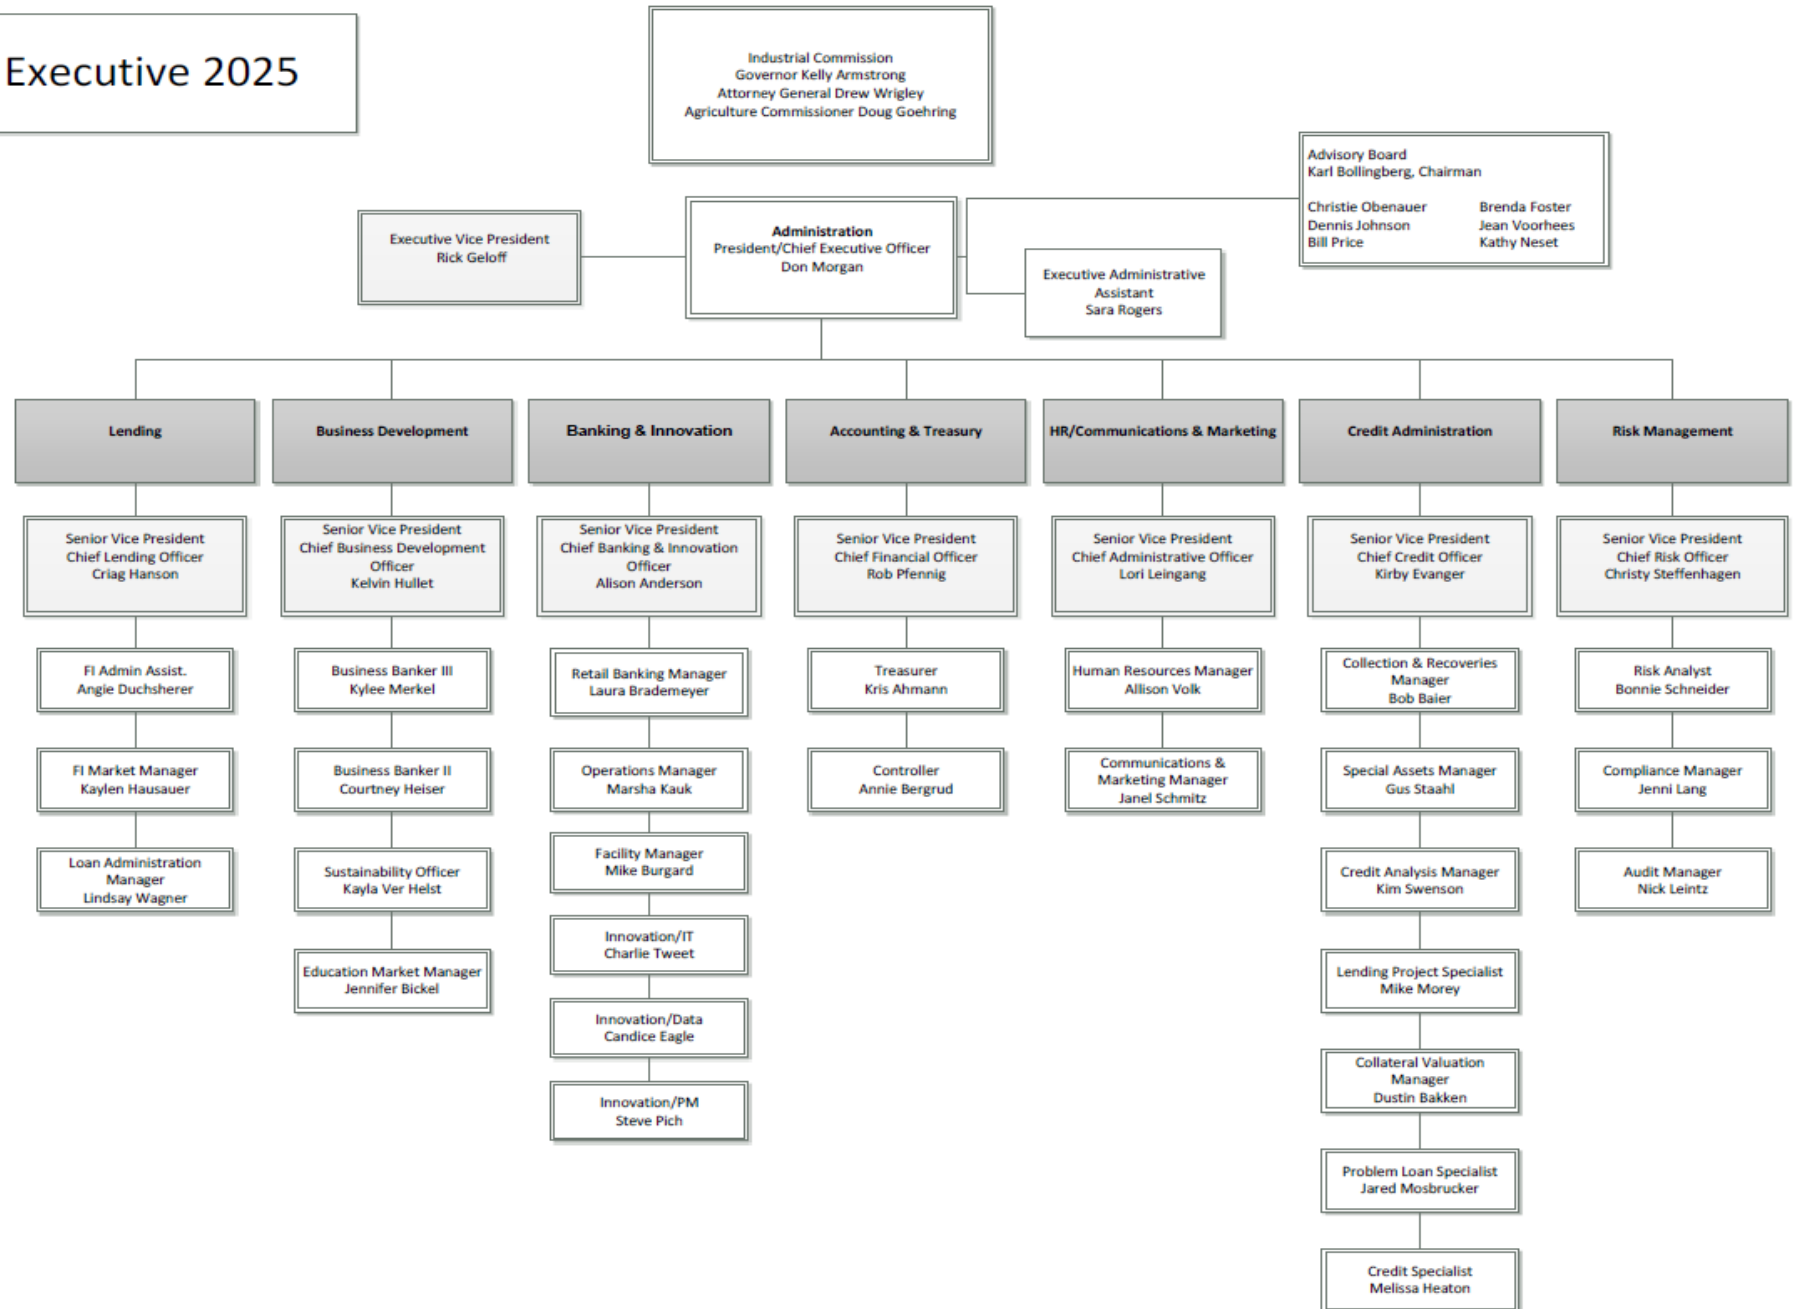 Executive 2025
Industrial Commission
Governor Kelly Armstrong
Attorney General Drew Wrigley
Agriculture Commissioner Doug Goehring
Advisory Board
Karl Bollingberg, Chairman
Christie Obenauer Brenda Foster
Dennis Johnson Jean Voorhees
Bill Price Kathy Neset
Executive Vice President
Rick Geloff
Administration
President/Chief Executive Officer
Don Morgan
Executive Administrative
Assistant
Sara Rogers
Lending
Business Development
Banking & Innovation
Accounting & Treasury
HR/Communications & Marketing
Credit Administration
Risk Management
Senior Vice President
Chief Lending Officer
Criag Hanson
Senior Vice President
Chief Business Development
Officer
Kelvin Hullet
Senior Vice President
Chief Banking & Innovation
Officer
Alison Anderson
Senior Vice President
Chief Financial Officer
Rob Pfennig
Senior Vice President
Chief Administrative Officer
Lori Leingang
Senior Vice President
Chief Credit Officer
Kirby Evanger
Senior Vice President
Chief Risk Officer
Christy Steffenhagen
FI Admin Assist.
Angie Duchsherer
Business Banker III
Kylee Merkel
Retail Banking Manager
Laura Brademeyer
Treasurer
Kris Ahmann
Human Resources Manager
Allison Volk
Collection & Recoveries
Manager
Bob Baier
Risk Analyst
Bonnie Schneider
FI Market Manager
Kaylen Hausauer
Business Banker II
Courtney Heiser
Operations Manager
Marsha Kauk
Controller
Annie Bergrud
Communications &
Marketing Manager
Janel Schmitz
Special Assets Manager
Gus Staahl
Compliance Manager
Jenni Lang
Loan Administration
Manager
Lindsay Wagner
Sustainability Officer
Kayla Ver Helst
Facility Manager
Mike Burgard
Credit Analysis Manager
Kim Swenson
Audit Manager
Nick Leintz
Innovation/IT
Charlie Tweet
Education Market Manager
Jennifer Bickel
Lending Project Specialist
Mike Morey
Innovation/Data
Candice Eagle
Collateral Valuation
Manager
Dustin Bakken
Innovation/PM
Steve Pich
Problem Loan Specialist
Jared Mosbrucker
Credit Specialist
Melissa Heaton